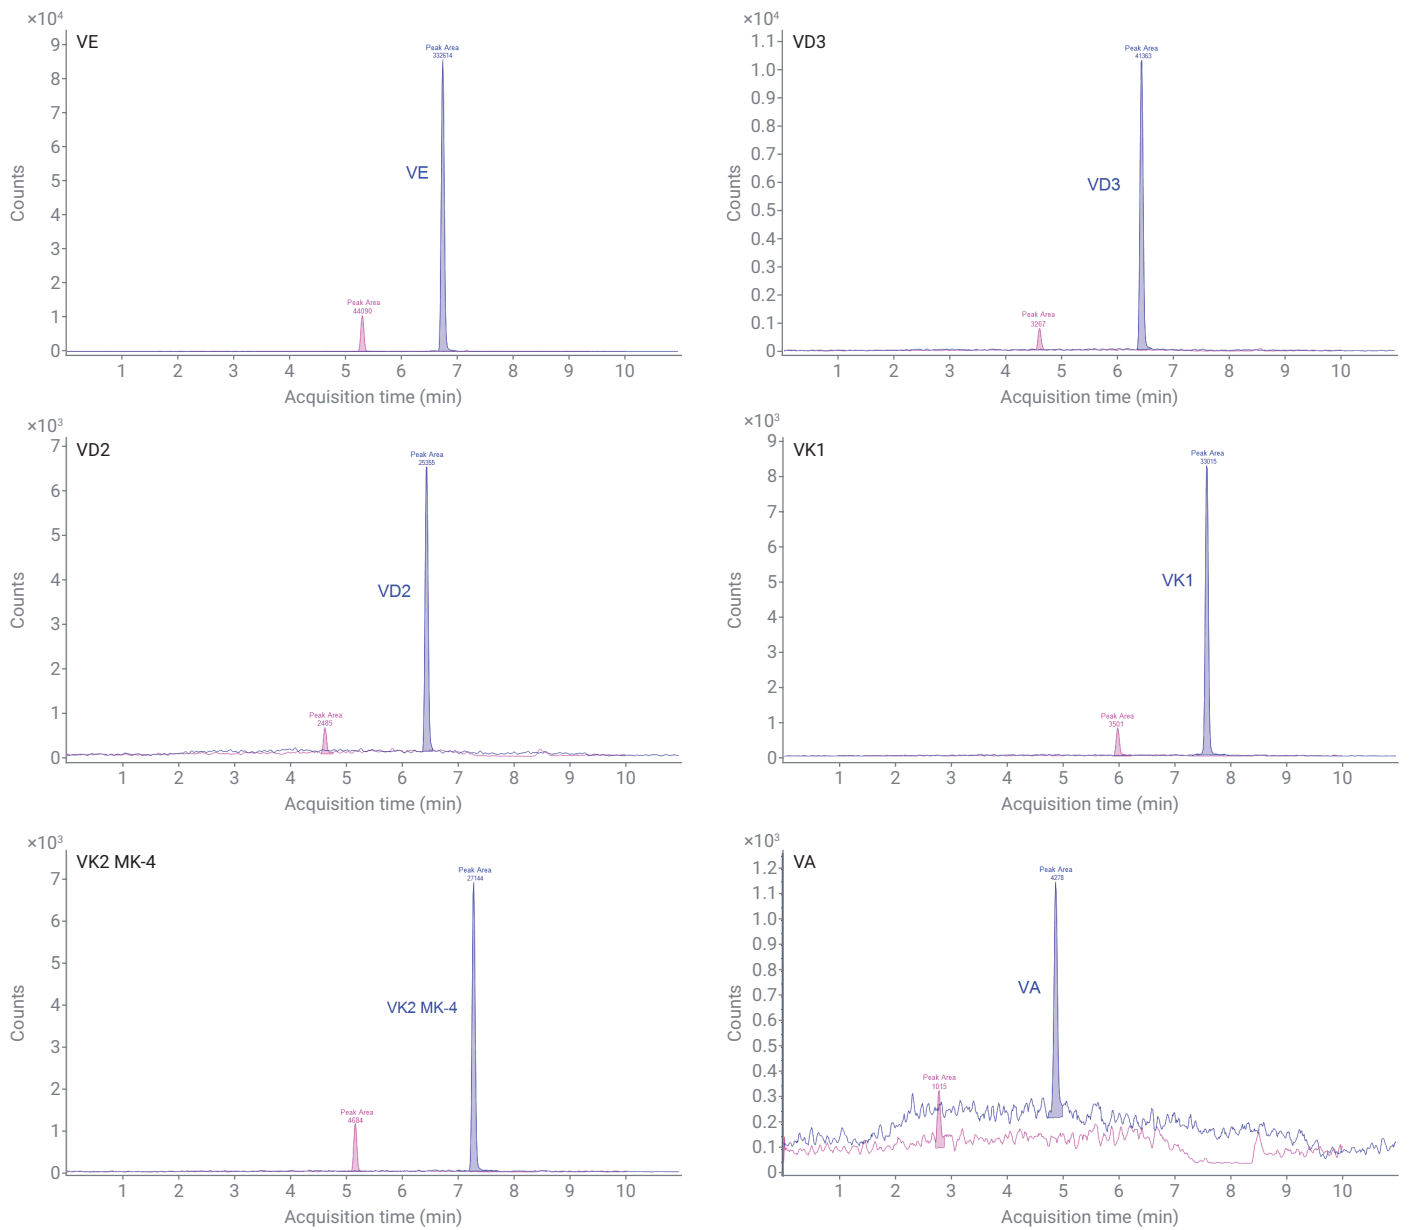 ×10⁴
VE
Peak Area
332614
9
8
7
6
5
4
3
2
1
0
Counts
VE
Peak Area
44090
1 2 3 4 5 6 7 8 9 10
Acquisition time (min)
×10⁴
VD3
Peak Area
41363
1.1
1.0
0.9
0.8
0.7
0.6
0.5
0.4
0.3
0.2
0.1
0
Counts
VD3
Peak Area
3267
1 2 3 4 5 6 7 8 9 10
Acquisition time (min)
×10³
VD2
Peak Area
25355
7
6
5
4
3
2
1
0
Counts
VD2
Peak Area
2485
1 2 3 4 5 6 7 8 9 10
Acquisition time (min)
×10³
VK1
Peak Area
33015
9
8
7
6
5
4
3
2
1
0
Counts
VK1
Peak Area
3501
1 2 3 4 5 6 7 8 9 10
Acquisition time (min)
×10³
VK2 MK-4
Peak Area
27144
7
6
5
4
3
2
1
0
Counts
VK2 MK-4
Peak Area
4684
1 2 3 4 5 6 7 8 9 10
Acquisition time (min)
×10³
VA
Peak Area
4278
1.2
1.1
1.0
0.9
0.8
0.7
0.6
0.5
0.4
0.3
0.2
0.1
0
Counts
VA
Peak Area
1015
1 2 3 4 5 6 7 8 9 10
Acquisition time (min)